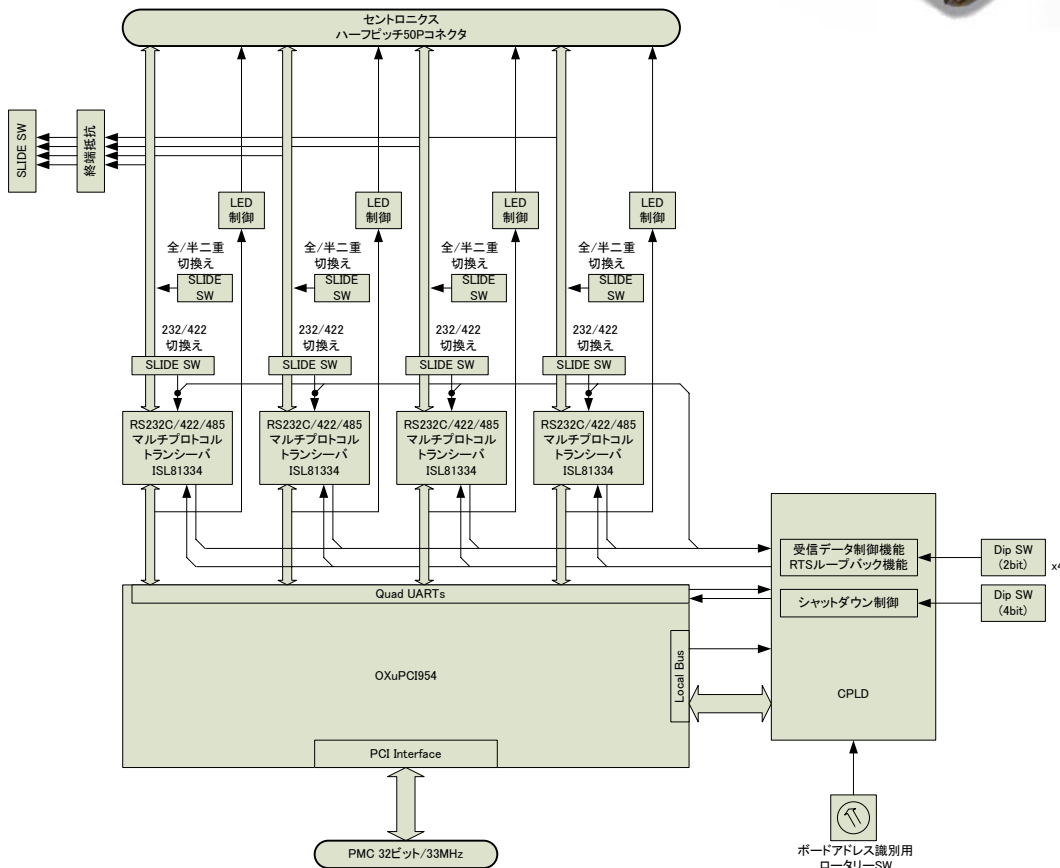 セントロニクス
ハーフピッチ50Pコネクタ
SLIDE SW
終端抵抗
LED
制御
LED
制御
LED
制御
LED
制御
全/半二重
切換え
SLIDE
SW
全/半二重
切換え
SLIDE
SW
全/半二重
切換え
SLIDE
SW
全/半二重
切換え
SLIDE
SW
232/422
切換え
SLIDE SW
232/422
切換え
SLIDE SW
232/422
切換え
SLIDE SW
232/422
切換え
SLIDE SW
RS232C/422/485
マルチプロトコル
トランシーバ
ISL81334
RS232C/422/485
マルチプロトコル
トランシーバ
ISL81334
RS232C/422/485
マルチプロトコル
トランシーバ
ISL81334
RS232C/422/485
マルチプロトコル
トランシーバ
ISL81334
受信データ制御機能
RTSループバック機能
Dip SW
(2bit)
x4
シャットダウン制御
Dip SW
(4bit)
Quad UARTs
OXuPCI954
Local Bus
CPLD
PCI Interface
PMC 32ビット/33MHz
ボードアドレス識別用
ロータリーSW